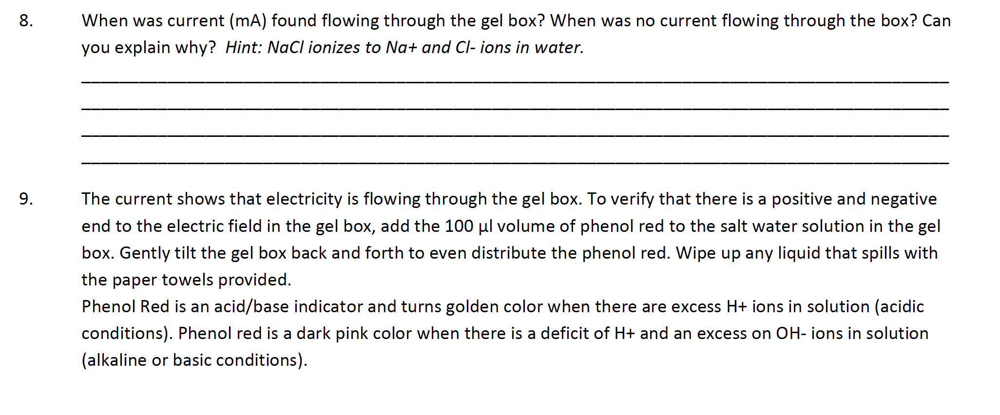 8. When was current (mA) found flowing through the gel box? When was no current flowing through the box? Can
you explain why? Hint: NaCl ionizes to Na+ and Cl- ions in water.
9. The current shows that electricity is flowing through the gel box. To verify that there is a positive and negative
end to the electric field in the gel box, add the 100 µl volume of phenol red to the salt water solution in the gel
box. Gently tilt the gel box back and forth to even distribute the phenol red. Wipe up any liquid that spills with
the paper towels provided.
Phenol Red is an acid/base indicator and turns golden color when there are excess H+ ions in solution (acidic
conditions). Phenol red is a dark pink color when there is a deficit of H+ and an excess on OH- ions in solution
(alkaline or basic conditions).